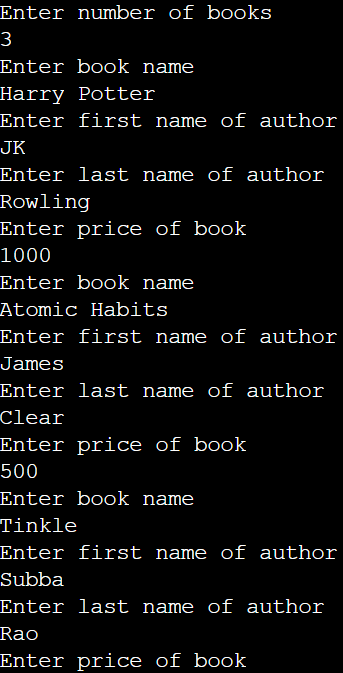 Enter number of books
3
Enter book name
Harry Potter
Enter first name of author
JK
Enter last name of author
Rowling
Enter price of book
1000
Enter book name
Atomic Habits
Enter first name of author
James
Enter last name of author
Clear
Enter price of book
500
Enter book name
Tinkle
Enter first name of author
Subba
Enter last name of author
Rao
Enter price of book